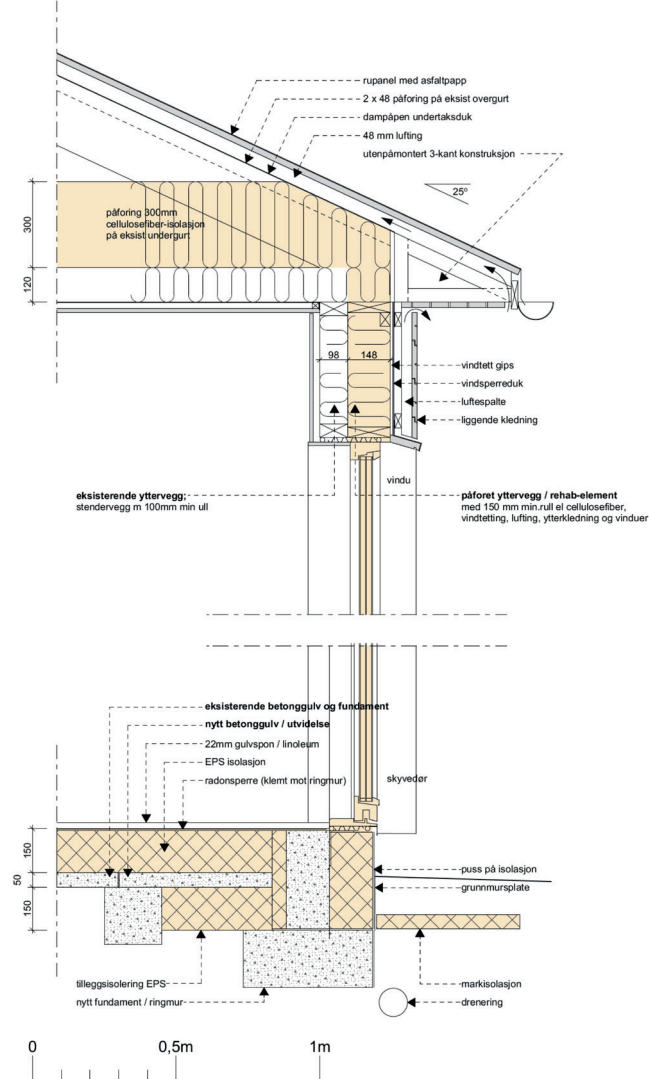 rupanel med asfaltpapp
2 x 48 påforing på eksist overgurt
dampåpen undertaksduk
48 mm lufting
utenpåmontert 3-kant konstruksjon
25º
300
påforing 300mm
cellulosefiber-isolasjon
på eksist undergurt
120
98
148
vindtett gips
vindsperreduk
luftespalte
liggende kledning
vindu
eksisterende yttervegg;
stendervegg m 100mm min ull
påforet yttervegg / rehab-element
med 150 mm min.rull el cellulosefiber,
vindtetting, lufting, ytterkledning og vinduer
eksisterende betonggulv og fundament
nytt betonggulv / utvidelse
22mm gulvspon / linoleum
EPS isolasjon
radonsperre (klemt mot ringmur)
skyvedør
150
50
150
puss på isolasjon
grunnmursplate
tilleggsisolering EPS
nytt fundament / ringmur
markisolasjon
drenering
0
0,5m
1m